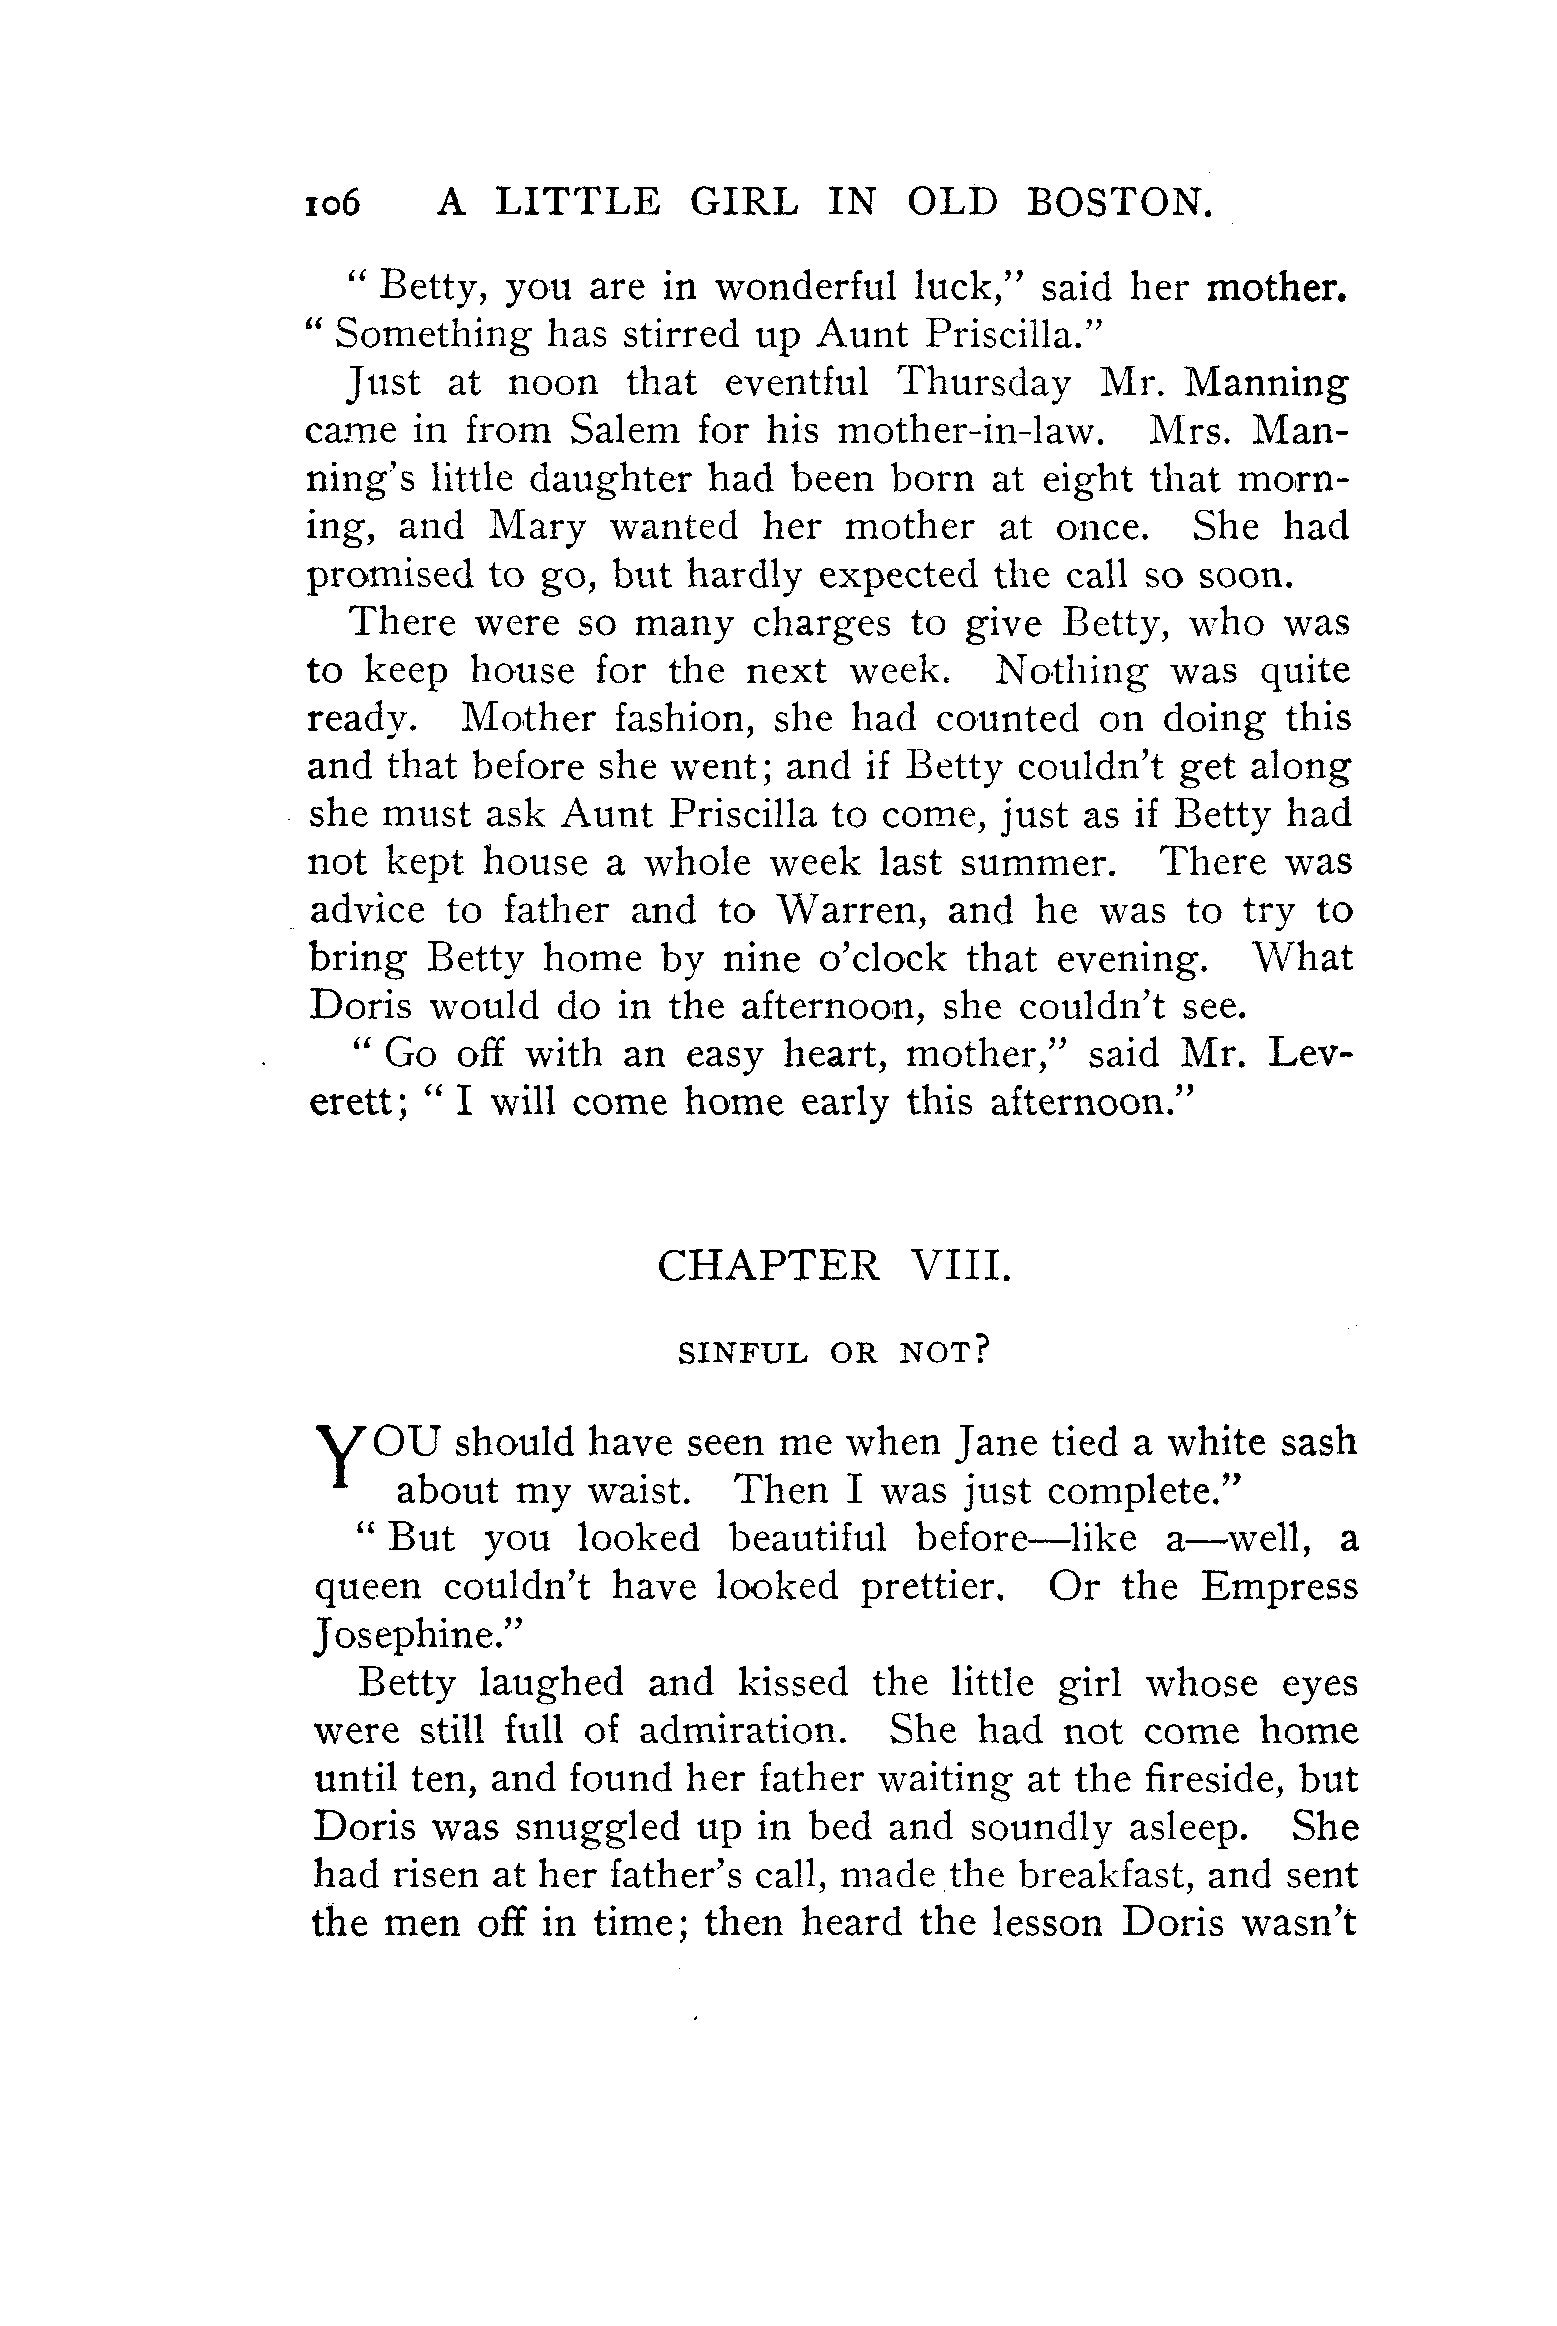 106 A LITTLE GIRL IN OLD BOSTON.
“ Betty, you are in wonderful luck,” said her mother.
“ Something has stirred up Aunt Priscilla.”
Just at noon that eventful Thursday Mr. Manning
came in from Salem for his mother-in-law. Mrs. Man-
ning’s little daughter had been born at eight that morn-
ing, and Mary wanted her mother at once. She had
promised to go, but hardly expected the call so soon.
There were so many charges to give Betty, who was
to keep house for the next week. Nothing was quite
ready. Mother fashion, she had counted on doing this
and that before she went; and if Betty couldn’t get along
she must ask Aunt Priscilla to come, just as if Betty had
not kept house a whole week last summer. There was
advice to father and to Warren, and he was to try to
bring Betty home by nine o’clock that evening. What
Doris would do in the afternoon, she couldn’t see.
“ Go off with an easy heart, mother,” said Mr. Lev-
erett; “ I will come home early this afternoon.”
CHAPTER VIII.
SINFUL OR NOT?
YOU should have seen me when Jane tied a white sash
about my waist. Then I was just complete.”
“ But you looked beautiful before—like a—well, a
queen couldn’t have looked prettier. Or the Empress
Josephine.”
Betty laughed and kissed the little girl whose eyes
were still full of admiration. She had not come home
until ten, and found her father waiting at the fireside, but
Doris was snuggled up in bed and soundly asleep. She
had risen at her father’s call, made the breakfast, and sent
the men off in time; then heard the lesson Doris wasn’t